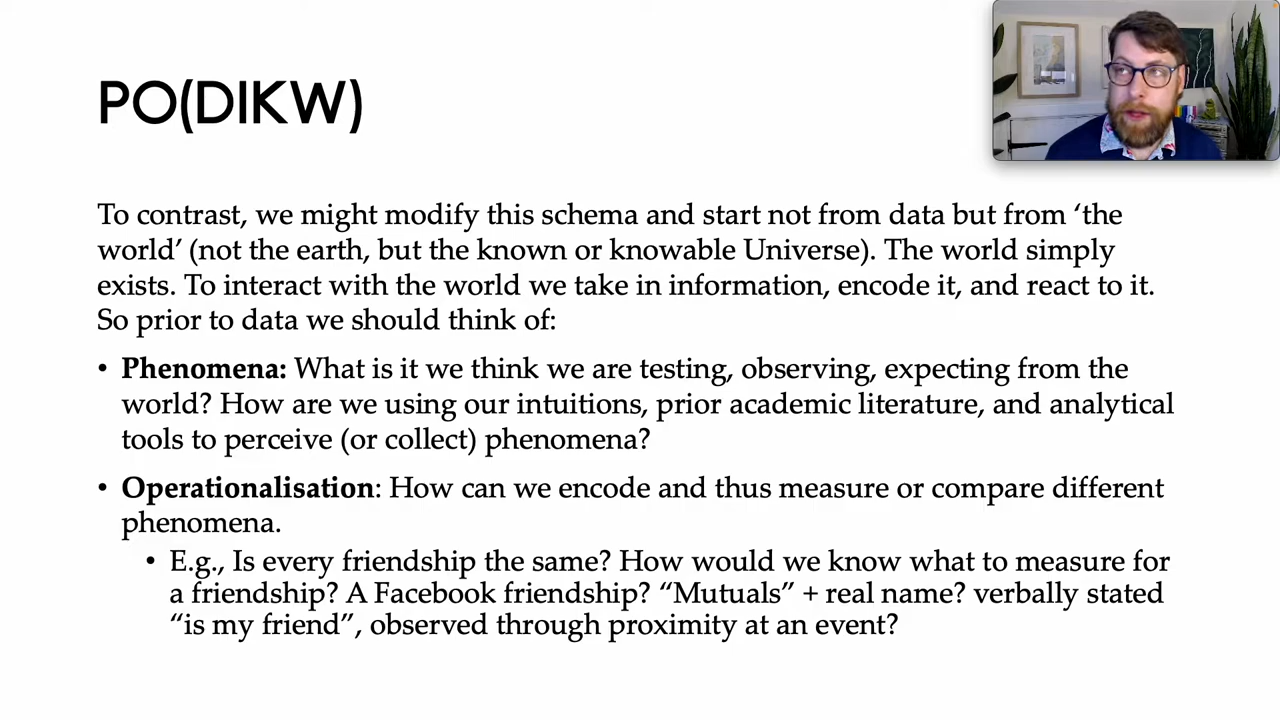 PO(DIKW)
To contrast, we might modify this schema and start not from data but from ‘the
world’ (not the earth, but the known or knowable Universe). The world simply
exists. To interact with the world we take in information, encode it, and react to it.
So prior to data we should think of:
• Phenomena: What is it we think we are testing, observing, expecting from the
world? How are we using our intuitions, prior academic literature, and analytical
tools to perceive (or collect) phenomena?
• Operationalisation: How can we encode and thus measure or compare different
phenomena.
• E.g., Is every friendship the same? How would we know what to measure for
a friendship? A Facebook friendship? “Mutuals” + real name? verbally stated
“is my friend”, observed through proximity at an event?